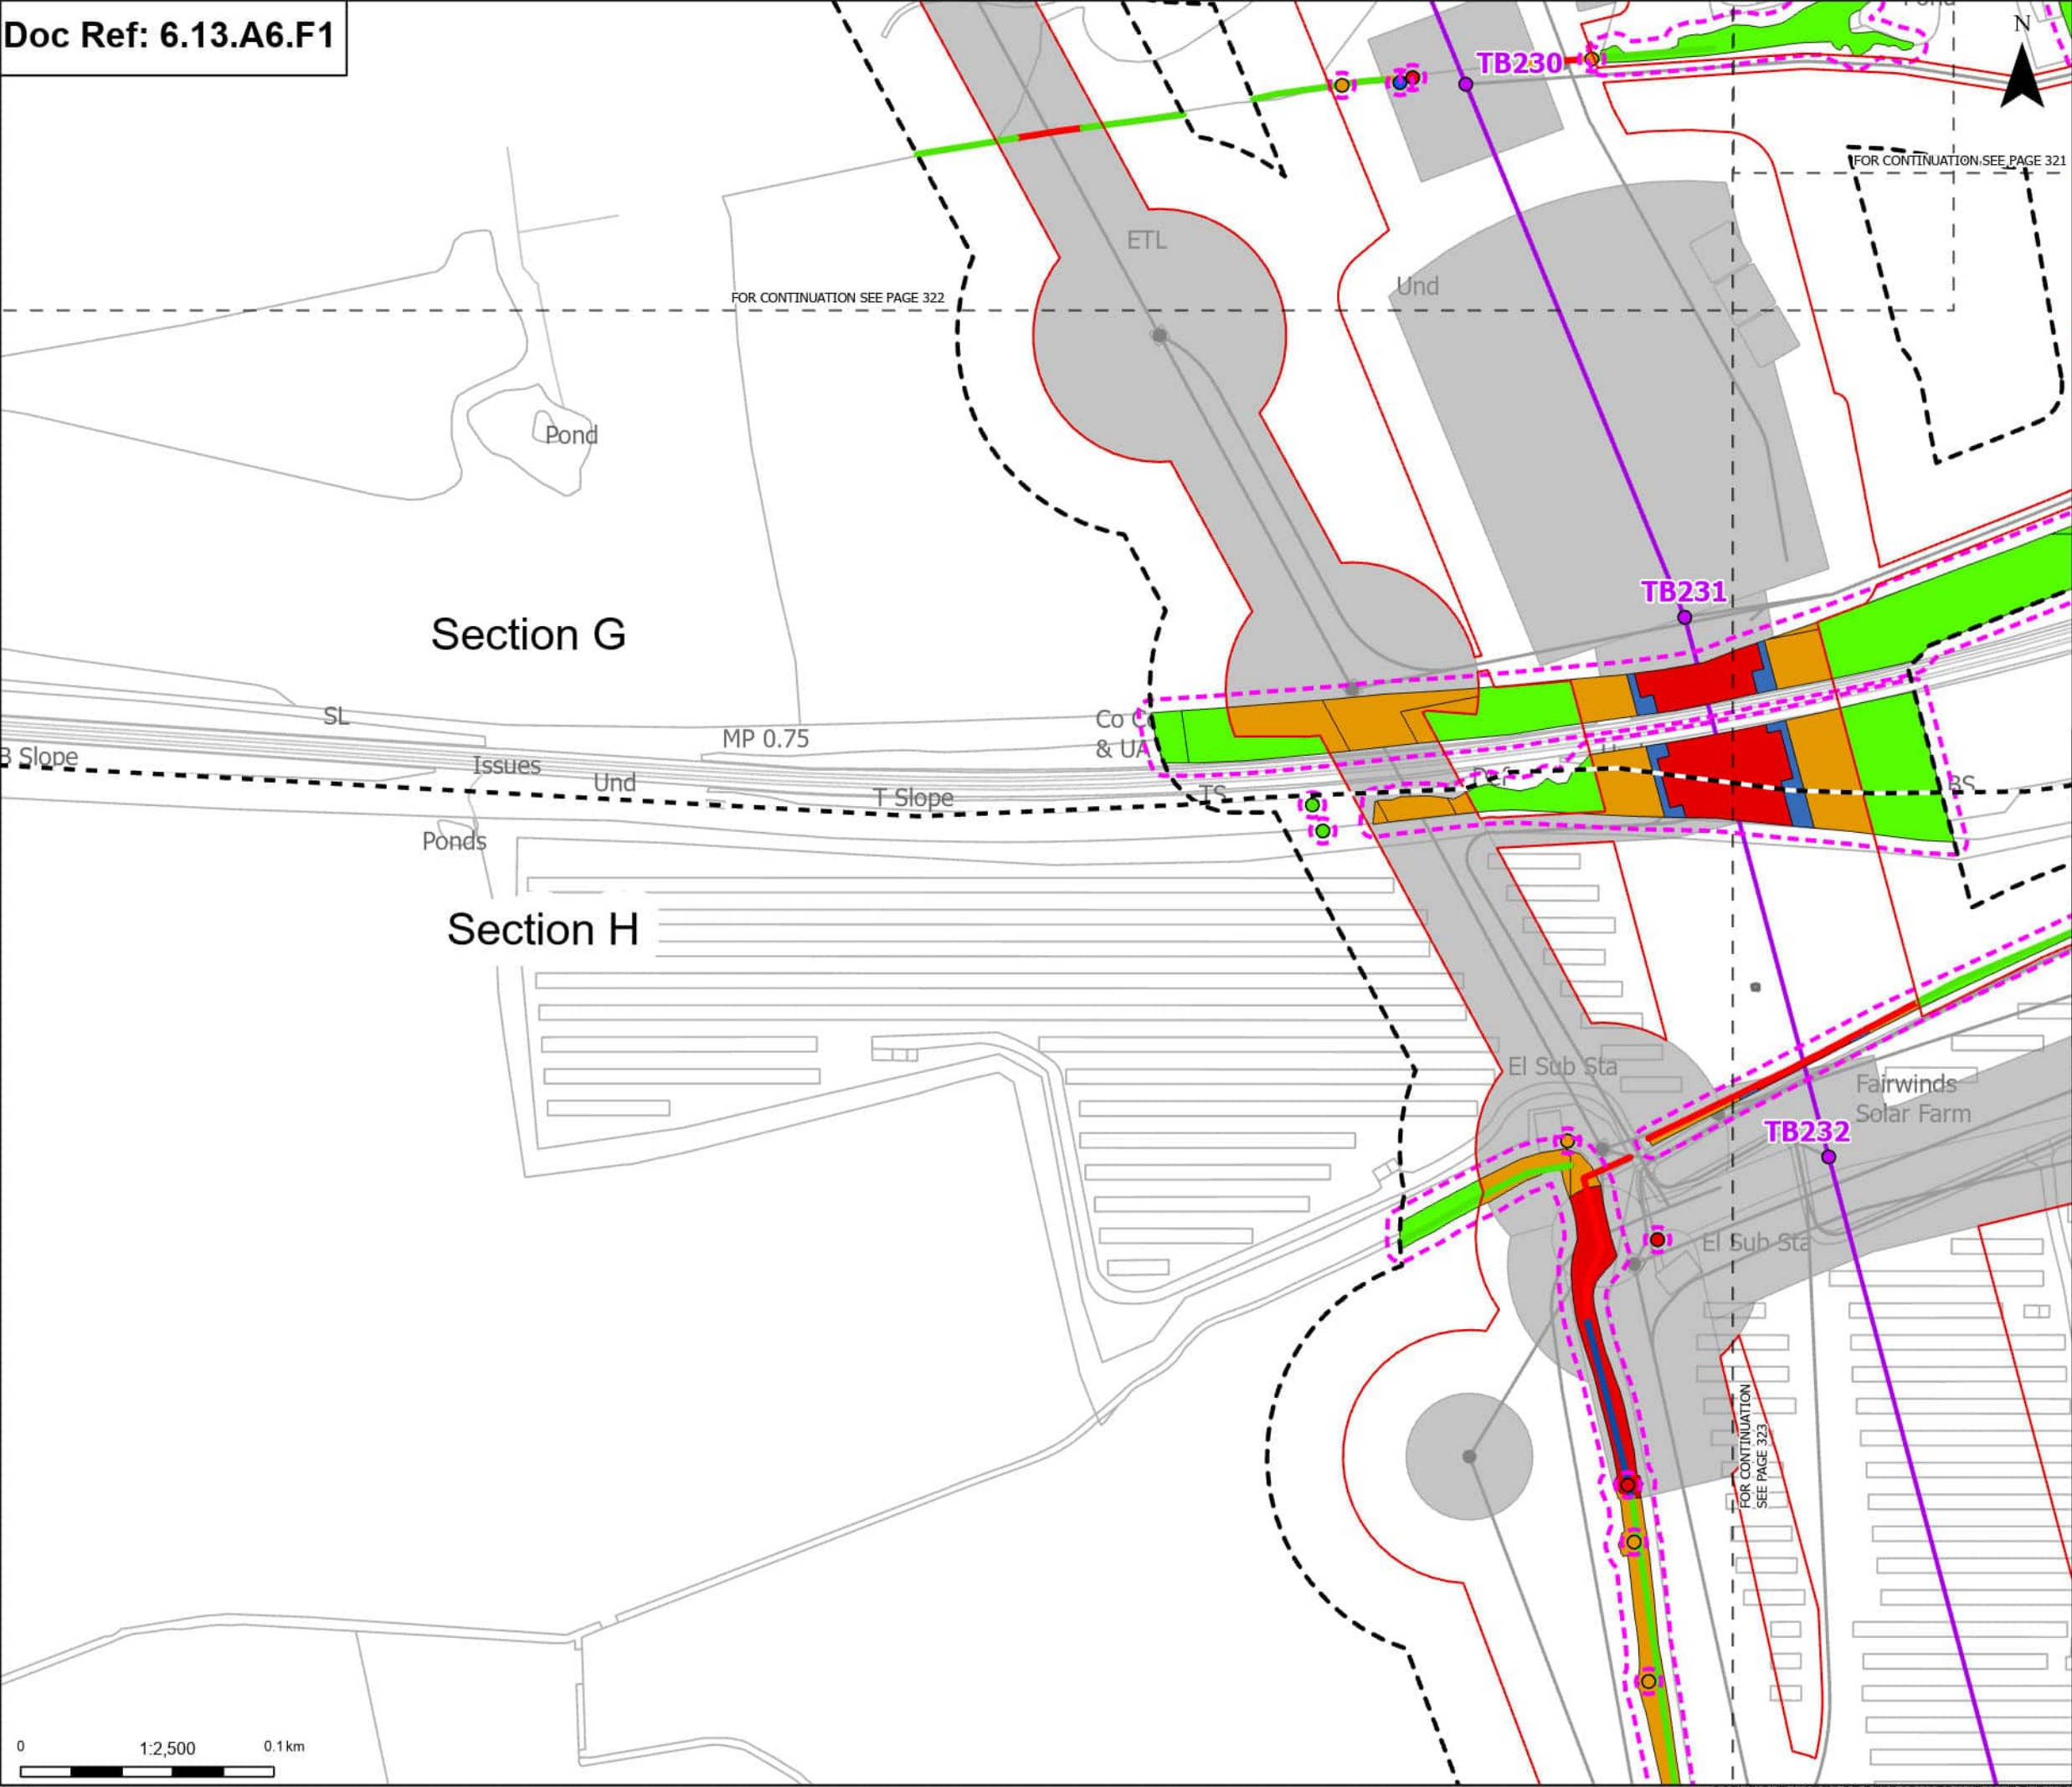 Doc Ref: 6.13.A6.F1
N
TB230
FOR CONTINUATION SEE PAGE 321
ETL
Und
FOR CONTINUATION SEE PAGE 322
Pond
TB231
Section G
SL
Co
& UA
MP 0.75
B Slope
Issues
Und
T Slope
TS
Def
BS
Ponds
Section H
El Sub Sta
Fairwinds
Solar Farm
TB232
El Sub Sta
FOR CONTINUATION
SEE PAGE 323
0
1:2,500
0.1 km